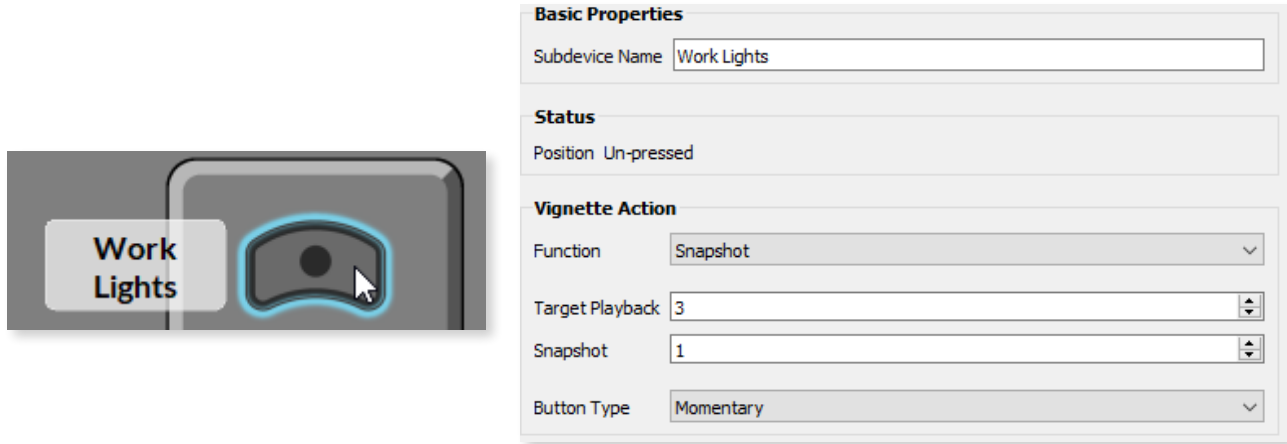 Work
Lights
Basic Properties
Subdevice Name Work Lights
Status
Position Un-pressed
Vignette Action
Function Snapshot
Target Playback 3
Snapshot 1
Button Type Momentary